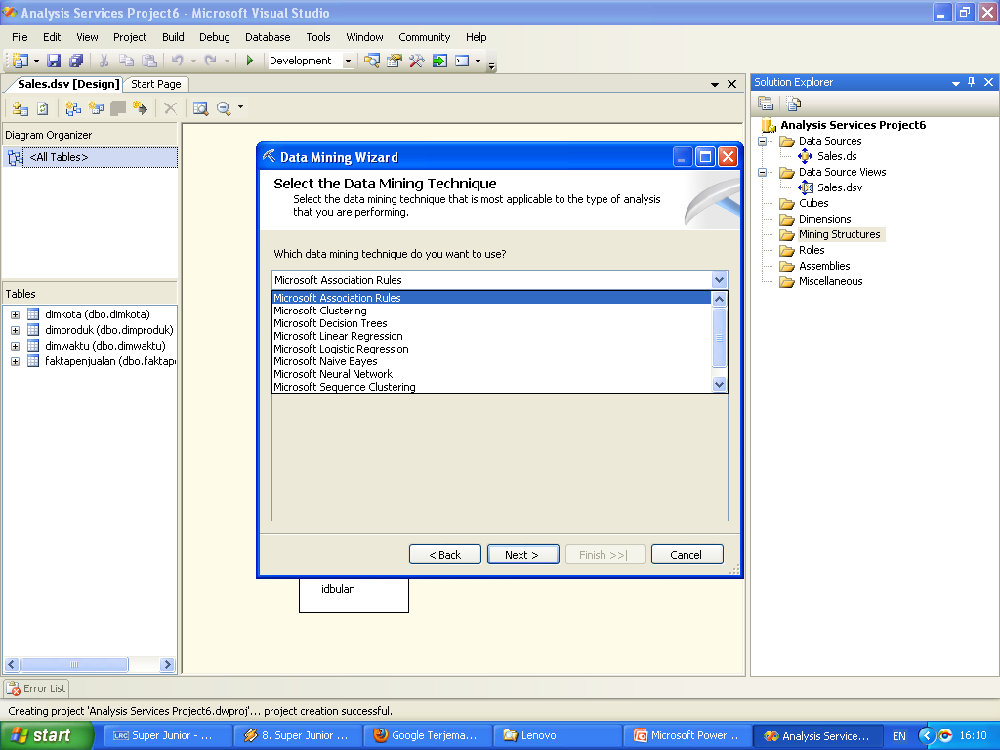 Analysis Services Project6 - Microsoft Visual Studio
File Edit View Project Build Debug Database Tools Window Community Help
Development
Sales.dsv [Design] Start Page
Diagram Organizer
<All Tables>
Tables
dimkota (dbo.dimkota)
dimproduk (dbo.dimproduk)
dimwaktu (dbo.dimwaktu)
faktapenjualan (dbo.faktape
Data Mining Wizard
Select the Data Mining Technique
Select the data mining technique that is most applicable to the type of analysis
that you are performing.
Which data mining technique do you want to use?
Microsoft Association Rules
Microsoft Association Rules
Microsoft Clustering
Microsoft Decision Trees
Microsoft Linear Regression
Microsoft Logistic Regression
Microsoft Naive Bayes
Microsoft Neural Network
Microsoft Sequence Clustering
< Back Next > Finish >>| Cancel
idbulan
Solution Explorer
Analysis Services Project6
Data Sources
Sales.ds
Data Source Views
Sales.dsv
Cubes
Dimensions
Mining Structures
Roles
Assemblies
Miscellaneous
Error List
Creating project 'Analysis Services Project6.dwproj'... project creation successful.
start LRC Super Junior - ... 8. Super Junior ... Google Terjema... Lenovo Microsoft Power... Analysis Service... EN 16:10